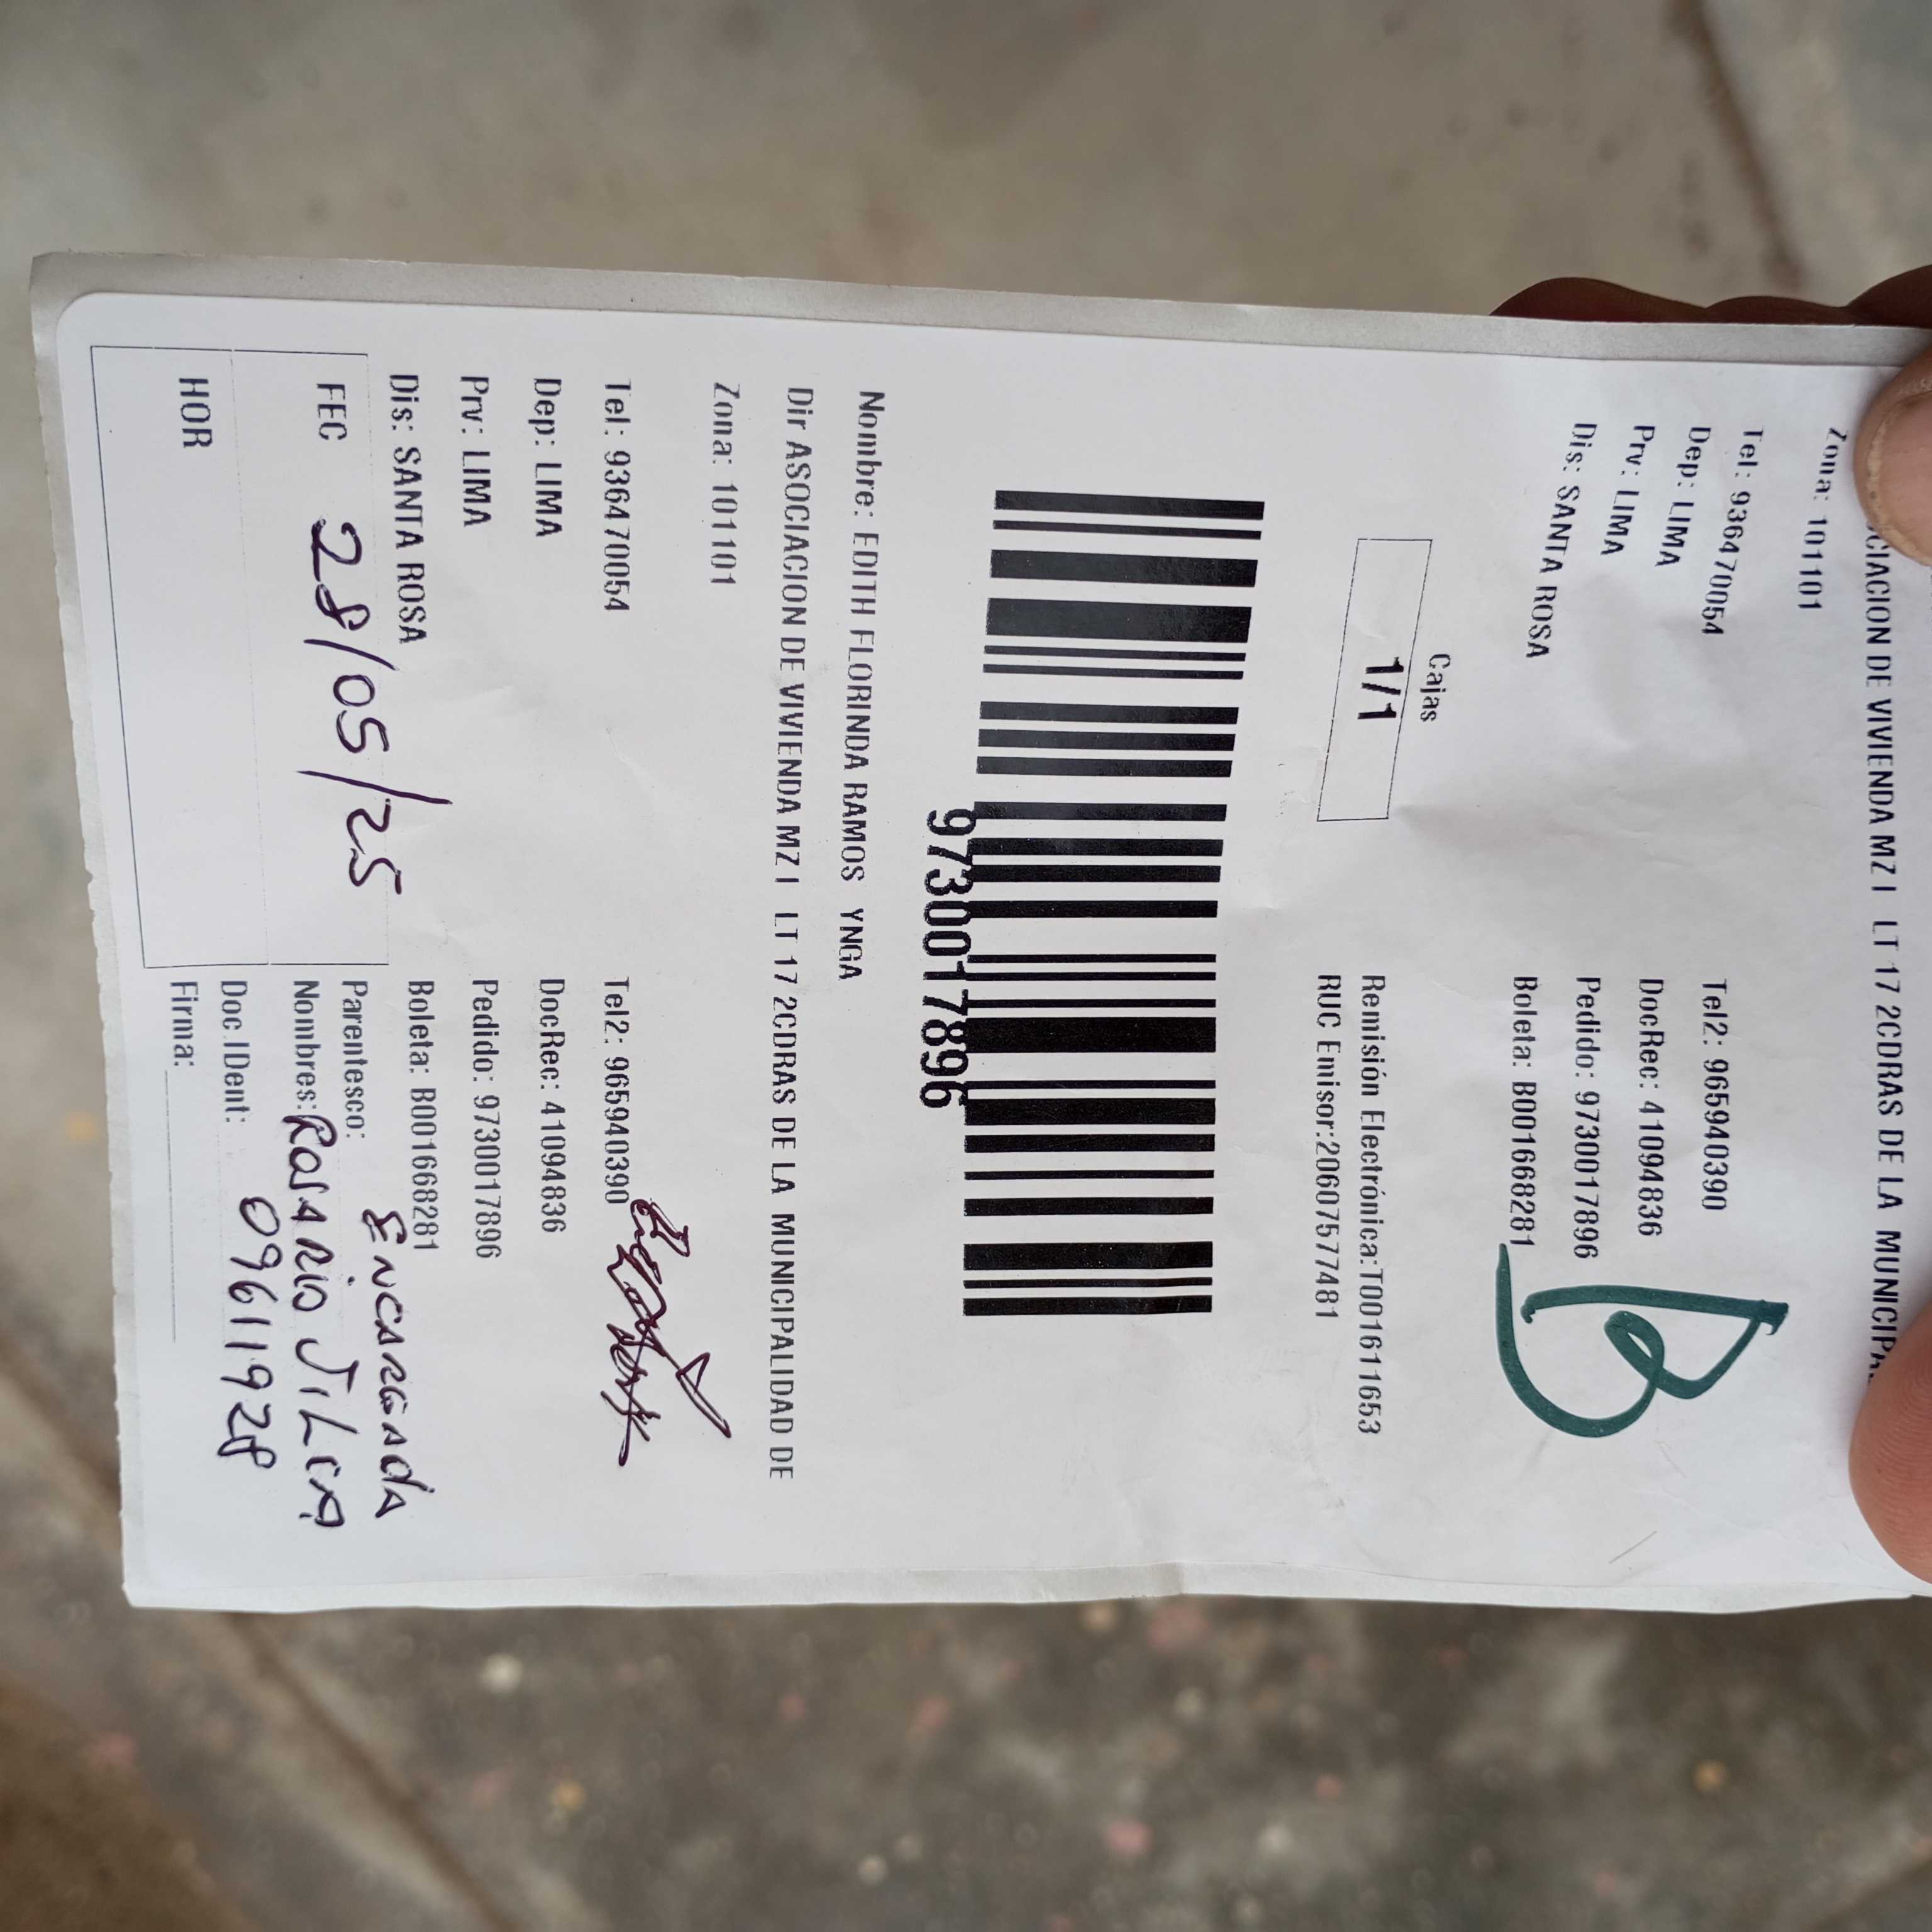 CIACION DE VIVIENDA MZ I LT 17 2CDRAS DE LA MUNICIPA
Zona: 101101
Tel: 936470054 Tel2: 965940390
Dep: LIMA DocRec: 41094836
Prv: LIMA Pedido: 9730017896
Dis: SANTA ROSA Boleta: B001668281
B
Cajas
1/1
Remisión Electrónica:T001611653
RUC Emisor:20607577481
9730017896
Nombre: EDITH FLORINDA RAMOS YNGA
Dir ASOCIACION DE VIVIENDA MZ I LT 17 2CDRAS DE LA MUNICIPALIDAD DE
Zona: 101101
Tel: 936470054 Tel2: 965940390
Dep: LIMA DocRec: 41094836
Prv: LIMA Pedido: 9730017896
Dis: SANTA ROSA Boleta: B001668281
FEC 28/05/25
Parentesco: ENCARGADA
Nombres: ROSARIO JILCA
HOR
Doc.IDent: 09611928
Firma: